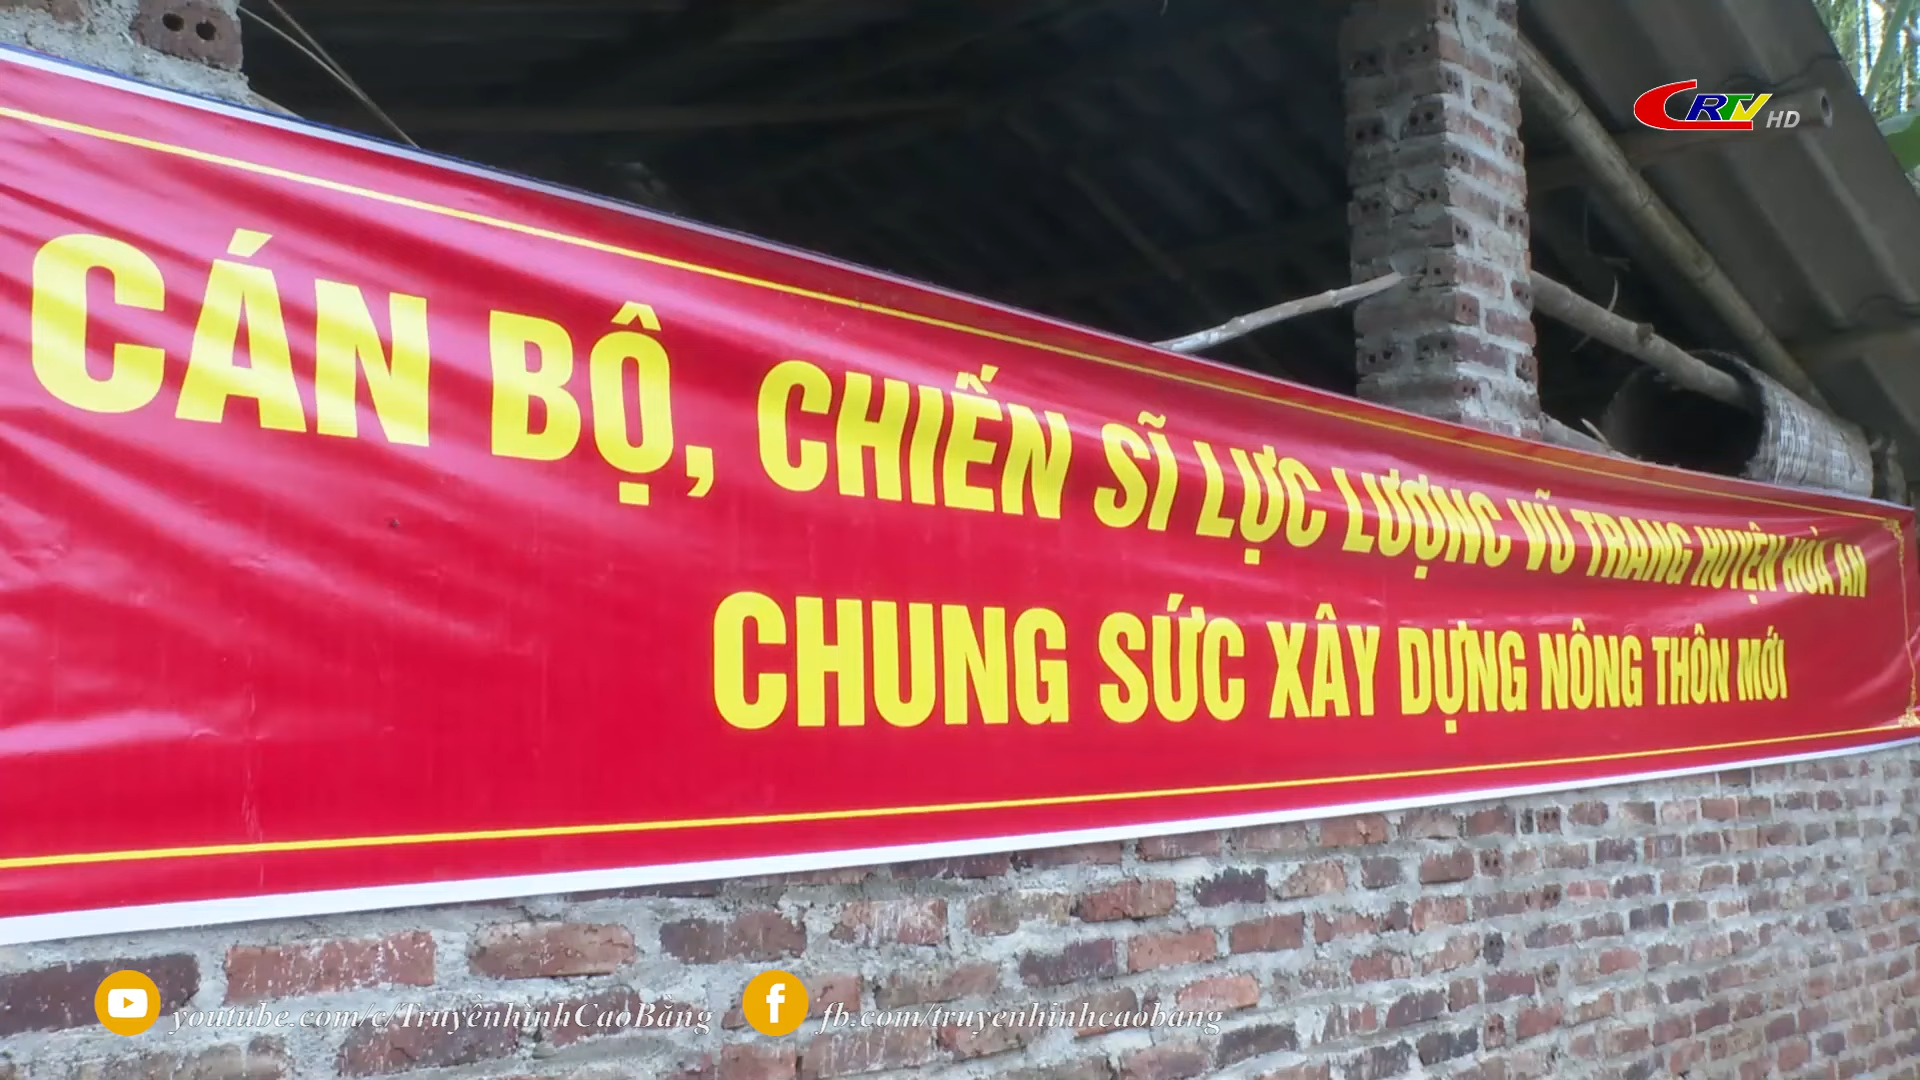 CRTV HD
CÁN BỘ, CHIẾN SĨ LỰC LƯỢNG VŨ TRANG HUYỆN HOÀ AN
CHUNG SỨC XÂY DỰNG NÔNG THÔN MỚI
youtube.com/c/TruyềnhìnhCaoBằng
fb.com/truyenhinhcaobang